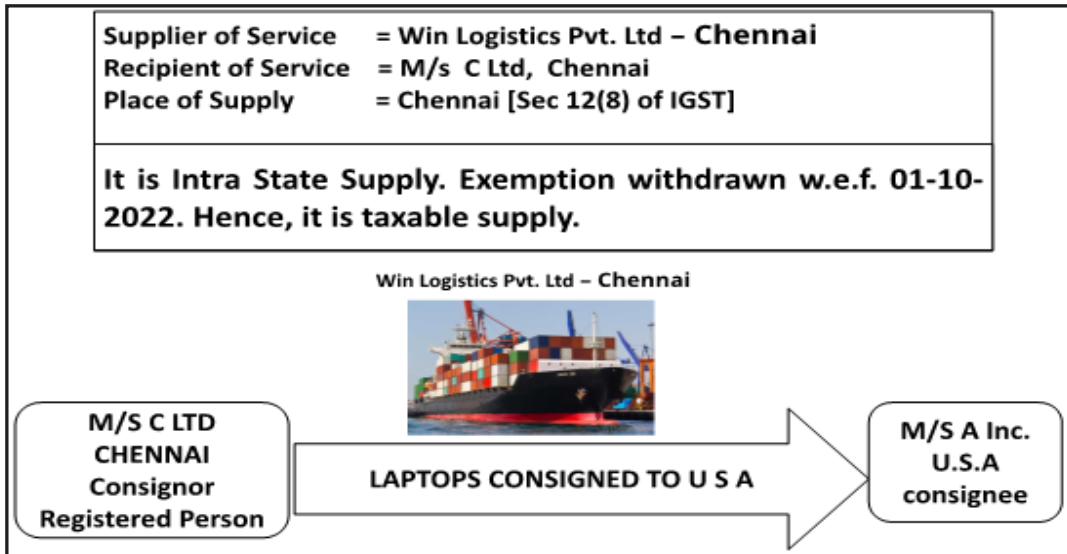 Supplier of Service = Win Logistics Pvt. Ltd – Chennai
Recipient of Service = M/s C Ltd, Chennai
Place of Supply = Chennai [Sec 12(8) of IGST]
It is Intra State Supply. Exemption withdrawn w.e.f. 01-10-
2022. Hence, it is taxable supply.
Win Logistics Pvt. Ltd – Chennai
M/S C LTD
CHENNAI
Consignor
Registered Person
LAPTOPS CONSIGNED TO U S A
M/S A Inc.
U.S.A
consignee